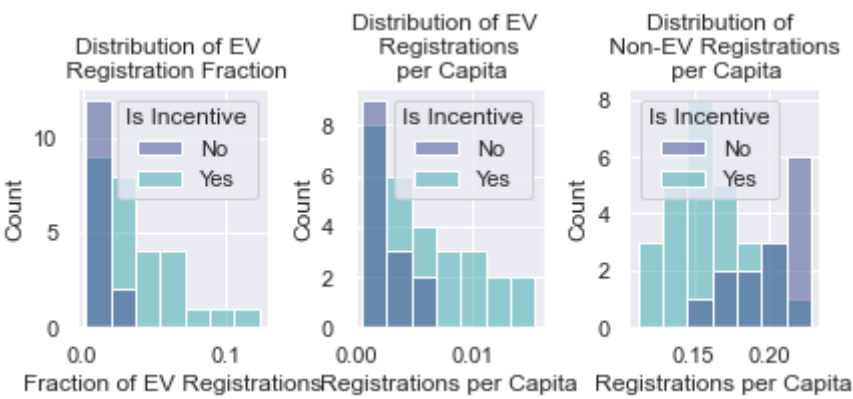 Distribution of EV
Registration Fraction
Is Incentive
No
Yes
Count
10
5
0
0.0
0.1
Fraction of EV Registrations
Distribution of EV
Registrations
per Capita
Is Incentive
No
Yes
Count
8
6
4
2
0
0.00
0.01
Registrations per Capita
Distribution of
Non-EV Registrations
per Capita
Is Incentive
No
Yes
Count
8
6
4
2
0
0.15
0.20
Registrations per Capita